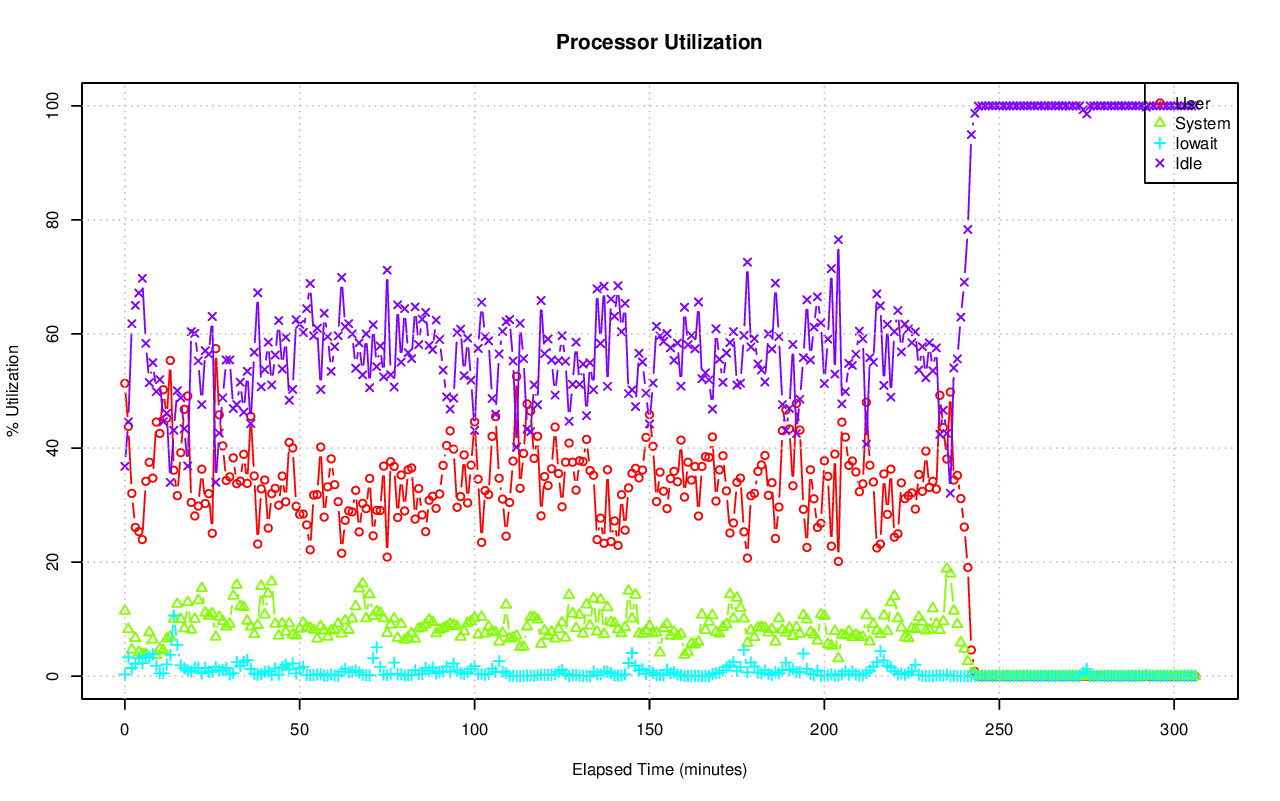 Processor Utilization
% Utilization
100
80
60
40
20
0
User
System
Iowait
Idle
0 50 100 150 200 250 300
Elapsed Time (minutes)